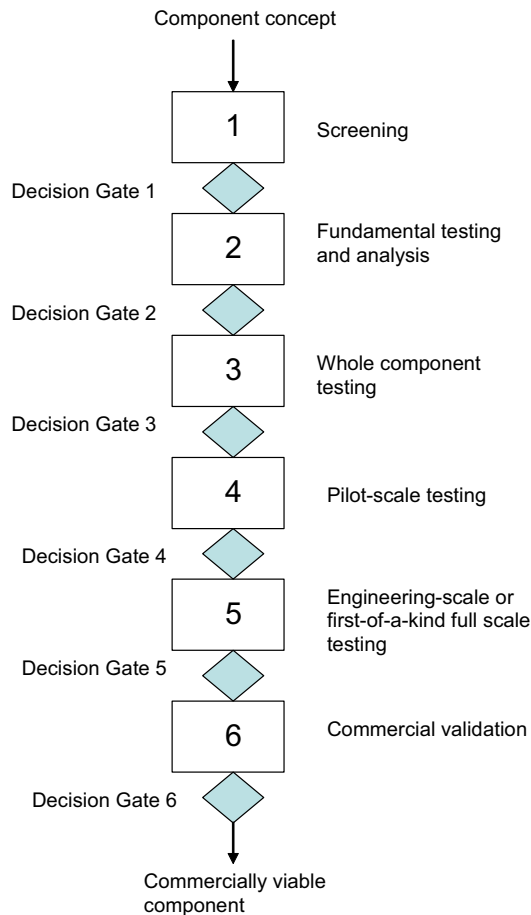 Component concept
1
Screening
Decision Gate 1
2
Fundamental testing
and analysis
Decision Gate 2
3
Whole component
testing
Decision Gate 3
4
Pilot-scale testing
Decision Gate 4
5
Engineering-scale or
first-of-a-kind full scale
testing
Decision Gate 5
6
Commercial validation
Decision Gate 6
Commercially viable
component